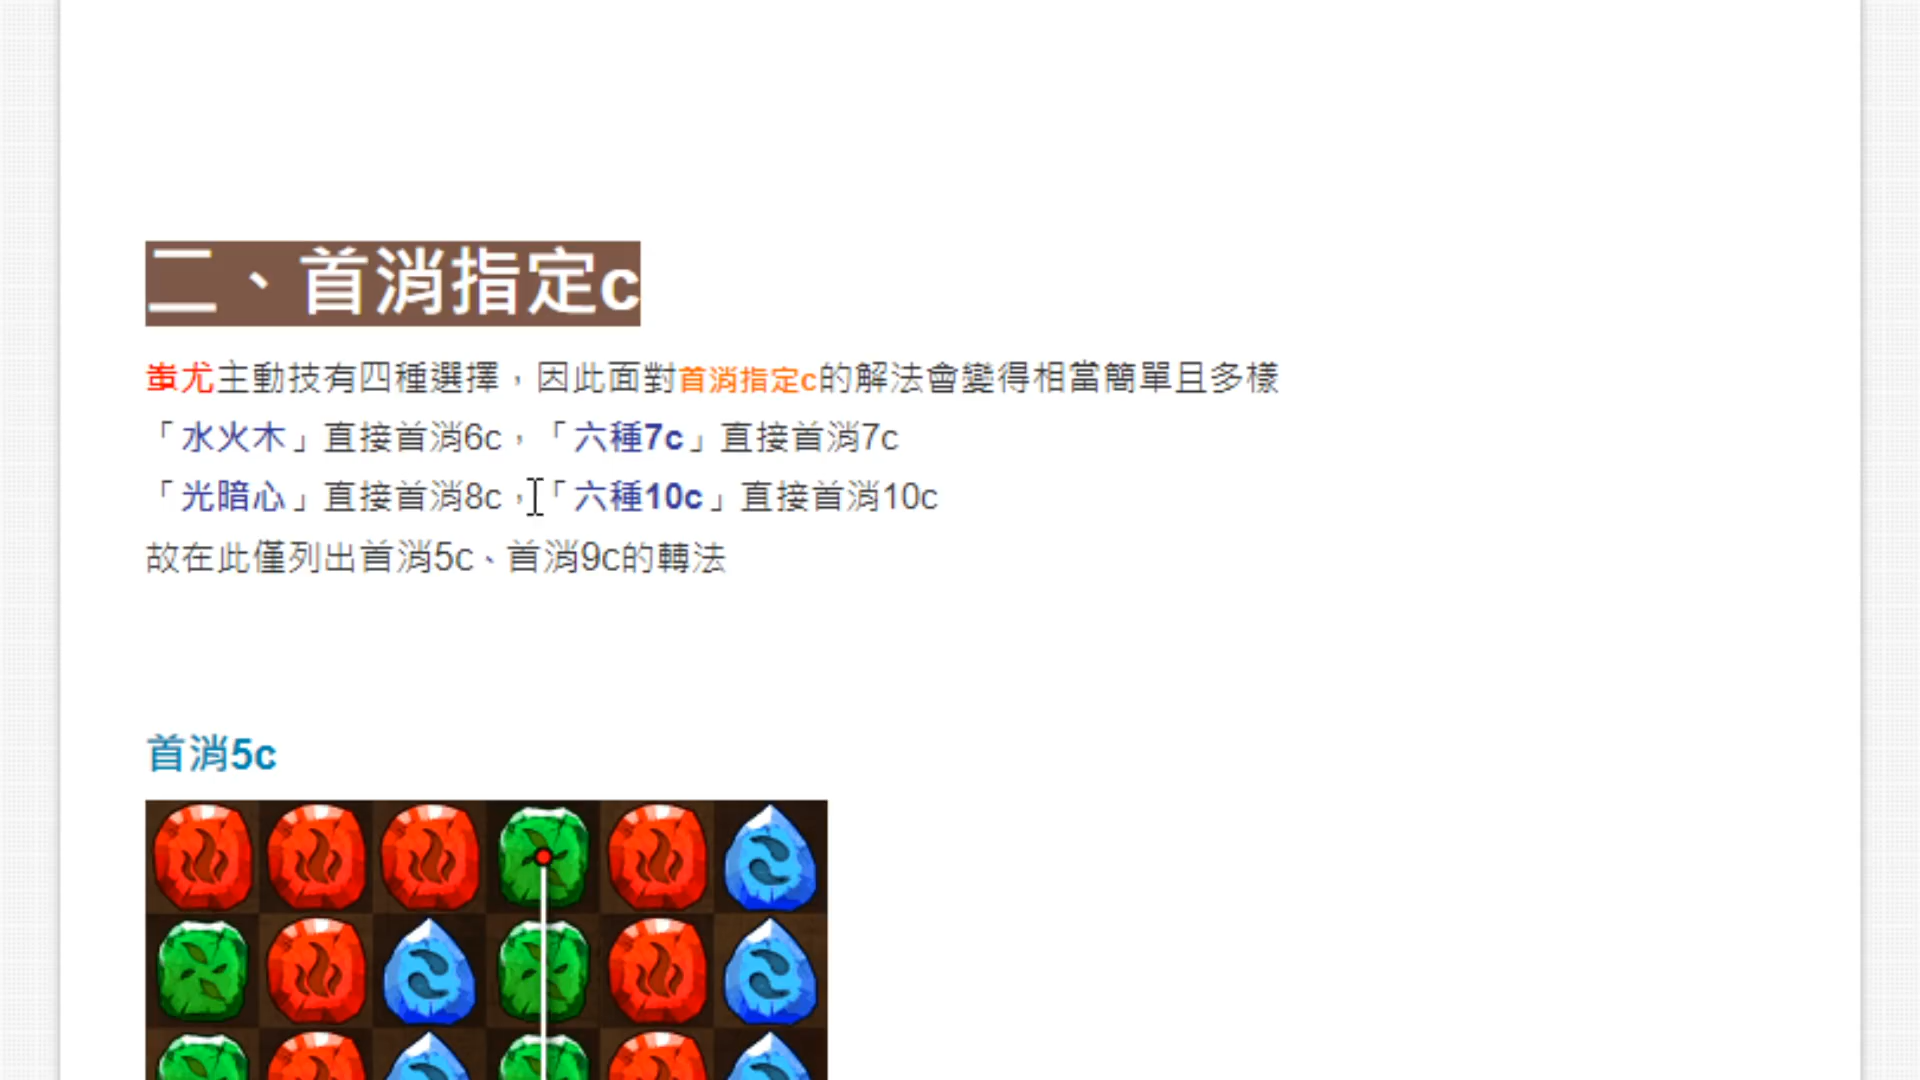 二、首消指定c
蚩尤主動技有四種選擇，因此面對首消指定c的解法會變得相當簡單且多樣
「水火木」直接首消6c，「六種7c」直接首消7c
「光暗心」直接首消8c，「六種10c」直接首消10c
故在此僅列出首消5c、首消9c的轉法
首消5c